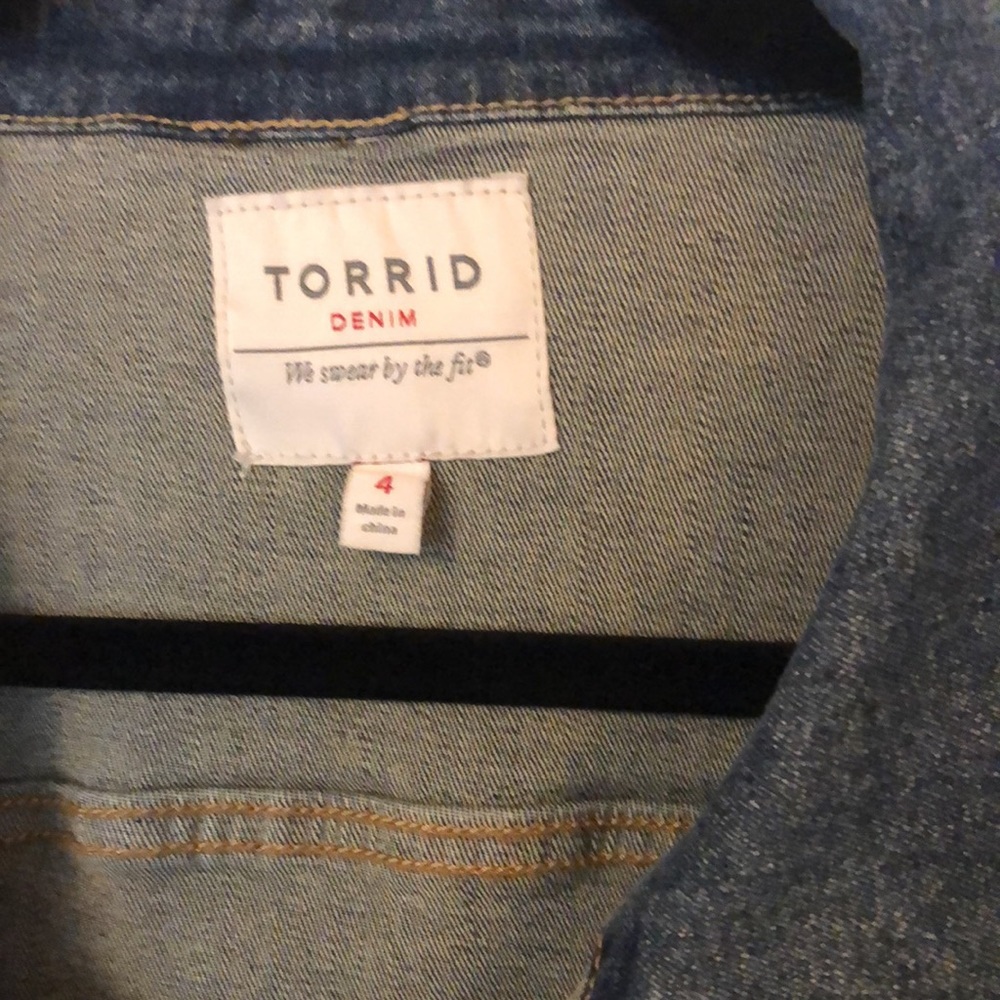 TORRID
DENIM
We swear by the fit®
4
Made in
china